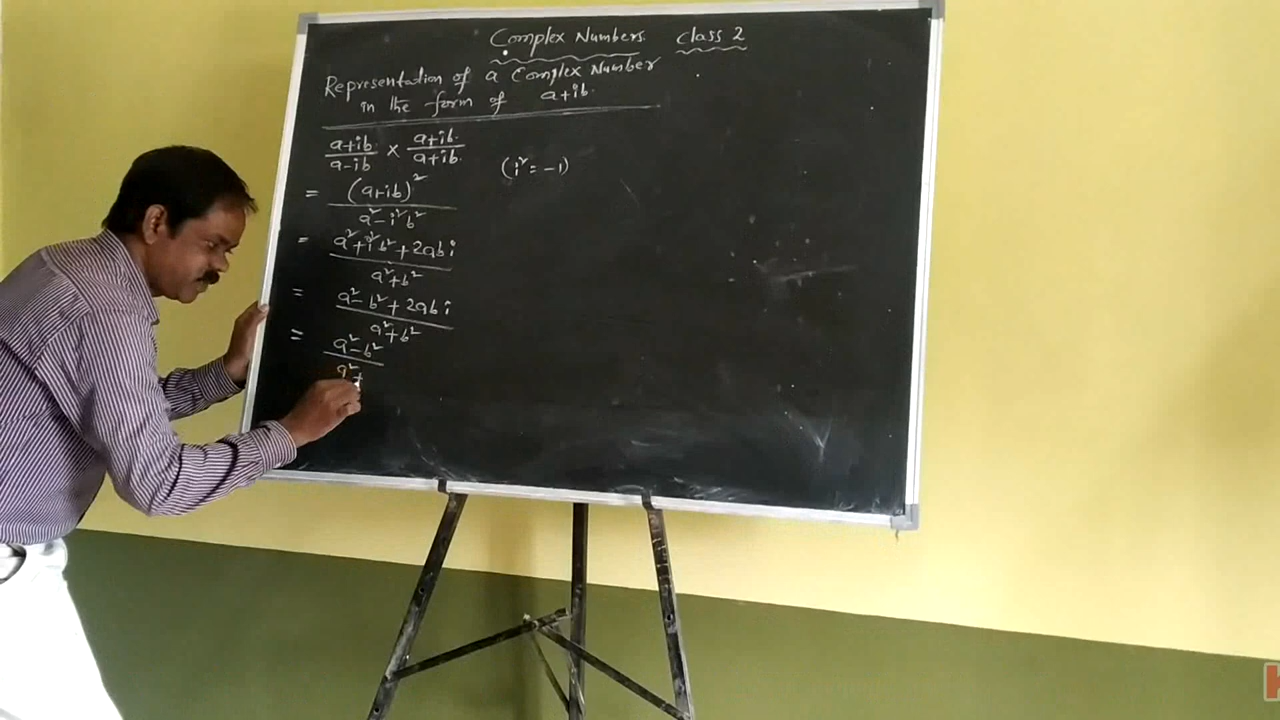 Complex Numbers. Class 2
Representation of a Complex Number
in the form of a+ib.
(a+ib)/(a-ib) × (a+ib)/(a+ib) (i² = -1)
= (a+ib)²/(a² - i²b²)
= (a² + i²b² + 2abi)/(a² + b²)
= (a² - b² + 2abi)/(a² + b²)
= (a² - b²)/(a² +